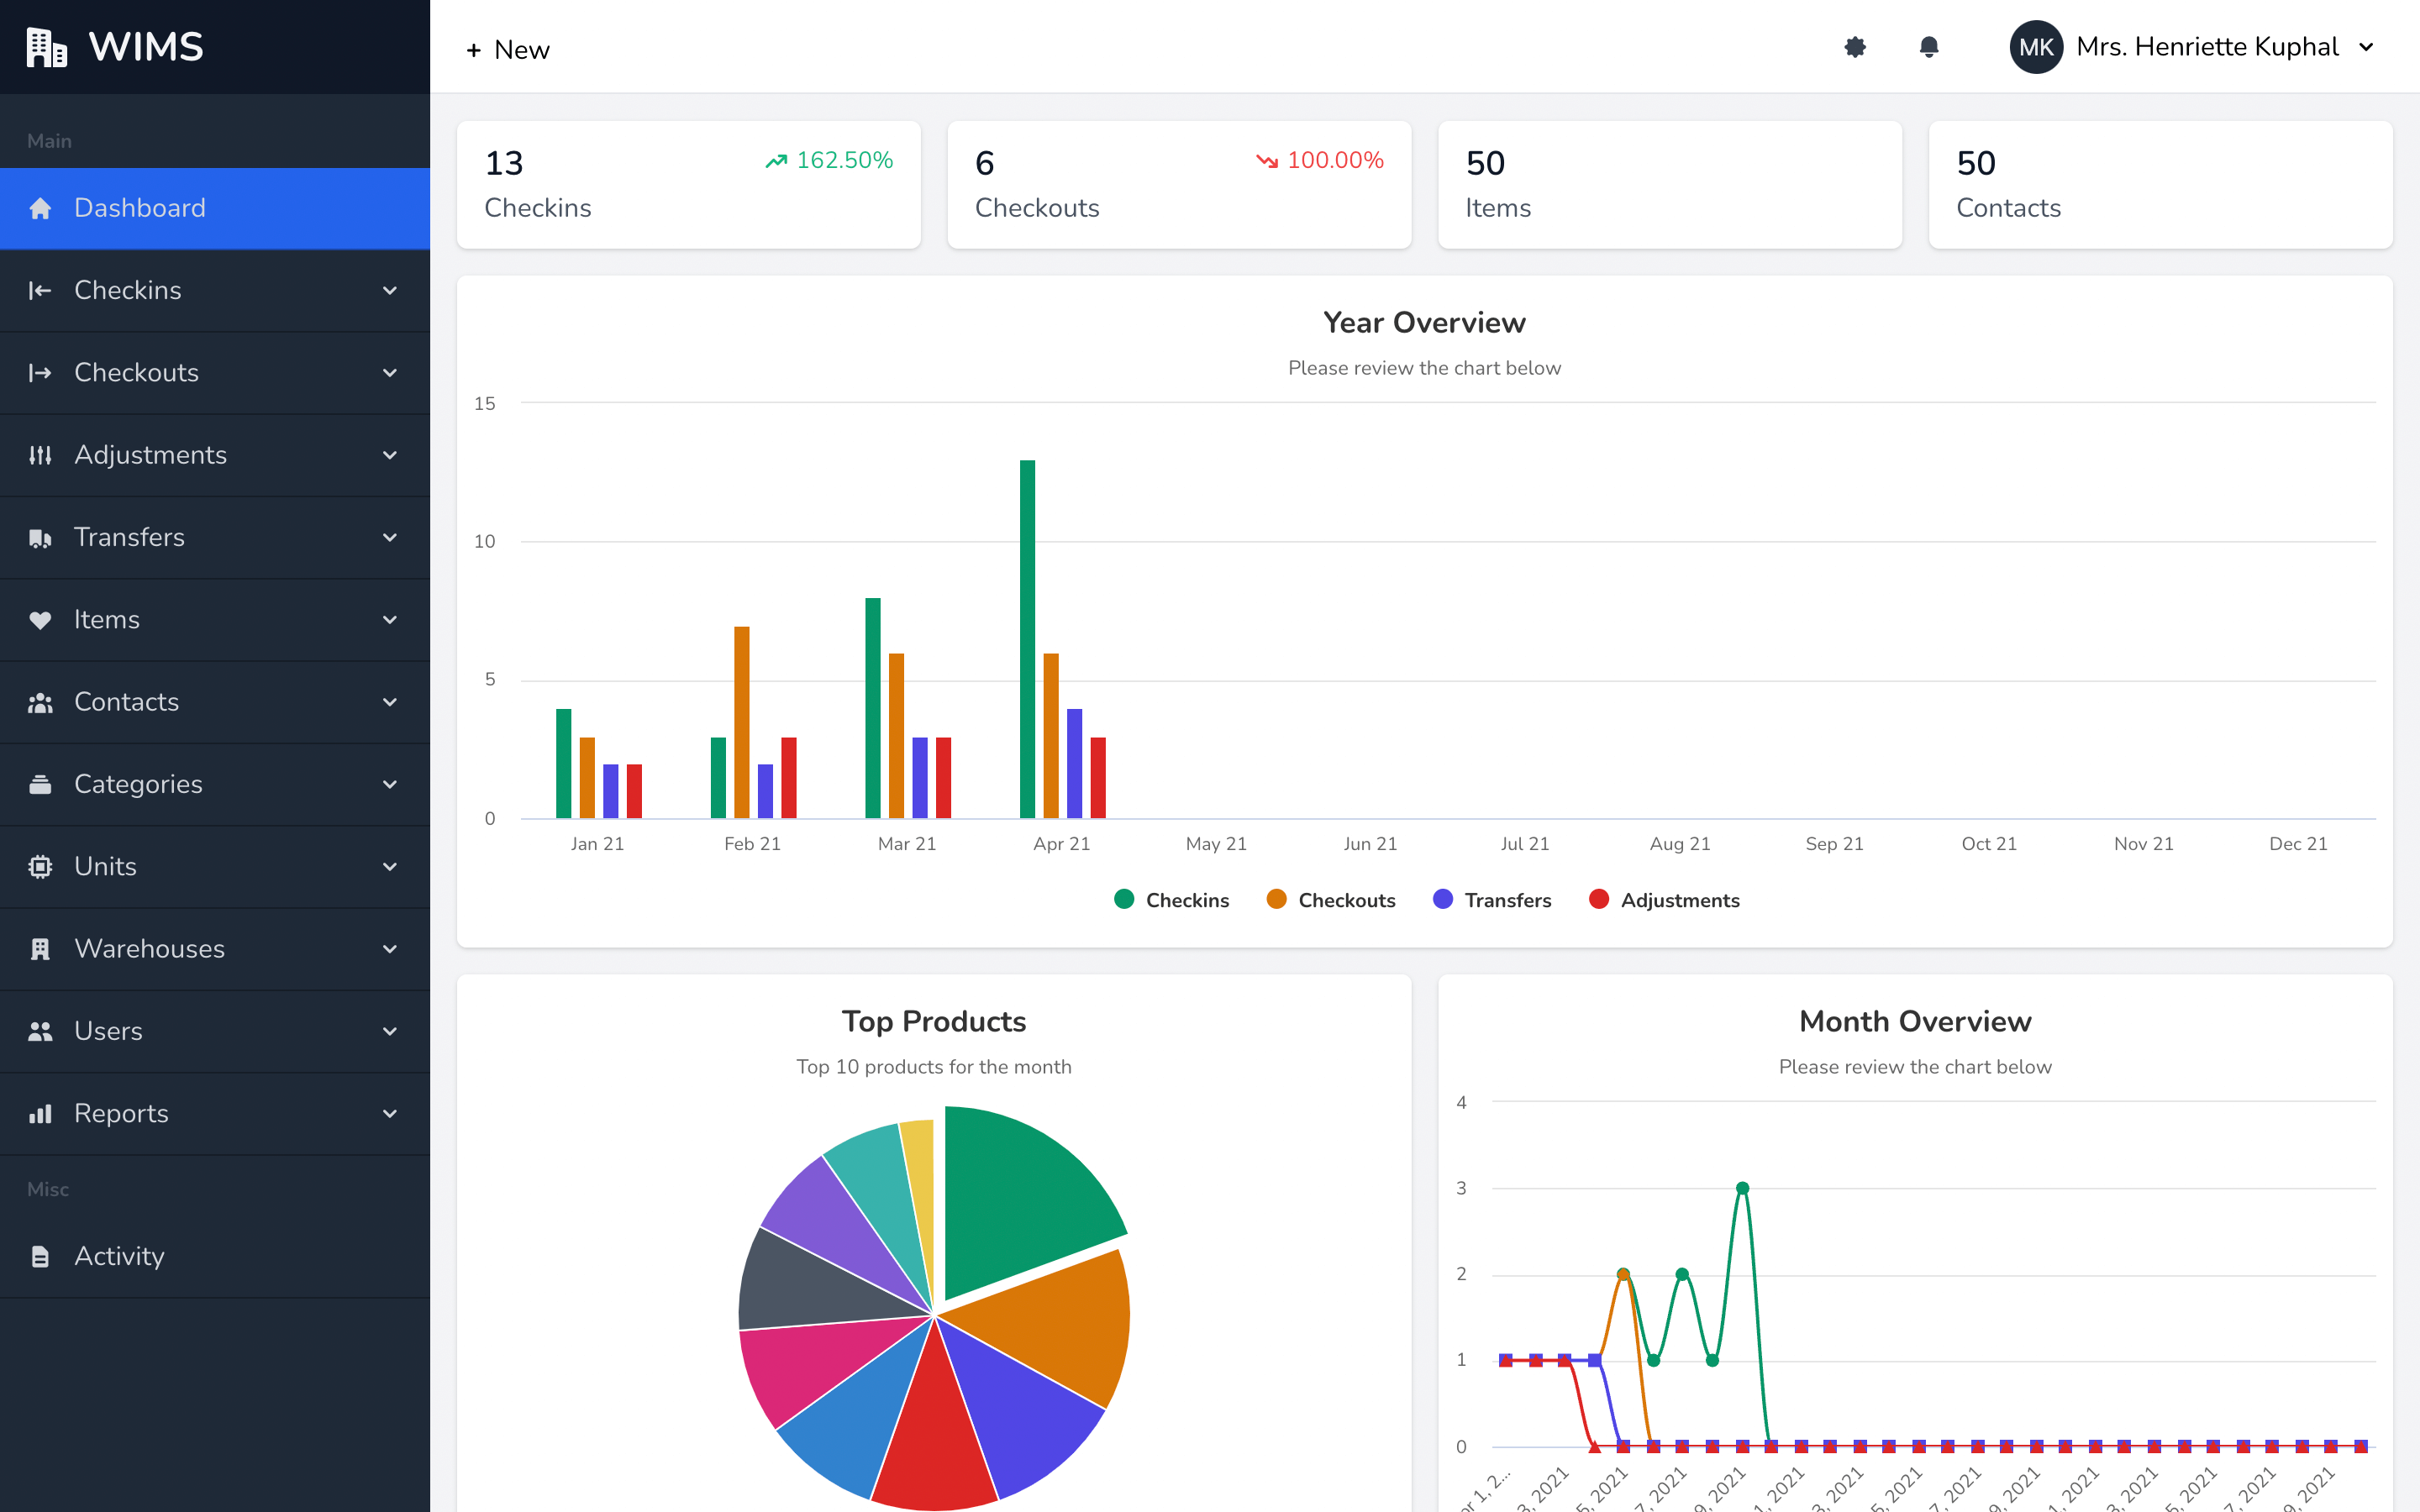 WIMS
+ New
MK Mrs. Henriette Kuphal
Main
Dashboard
Checkins
Checkouts
Adjustments
Transfers
Items
Contacts
Categories
Units
Warehouses
Users
Reports
Misc
Activity
13 162.50%
Checkins
6 100.00%
Checkouts
50
Items
50
Contacts
Year Overview
Please review the chart below
15
10
5
0
Jan 21 Feb 21 Mar 21 Apr 21 May 21 Jun 21 Jul 21 Aug 21 Sep 21 Oct 21 Nov 21 Dec 21
Checkins Checkouts Transfers Adjustments
Top Products
Top 10 products for the month
Month Overview
Please review the chart below
4
3
2
1
0
1, 2... 3, 2021 5, 2021 7, 2021 9, 2021 1, 2021 3, 2021 5, 2021 7, 2021 9, 2021 1, 2021 3, 2021 5, 2021 7, 2021 9, 2021